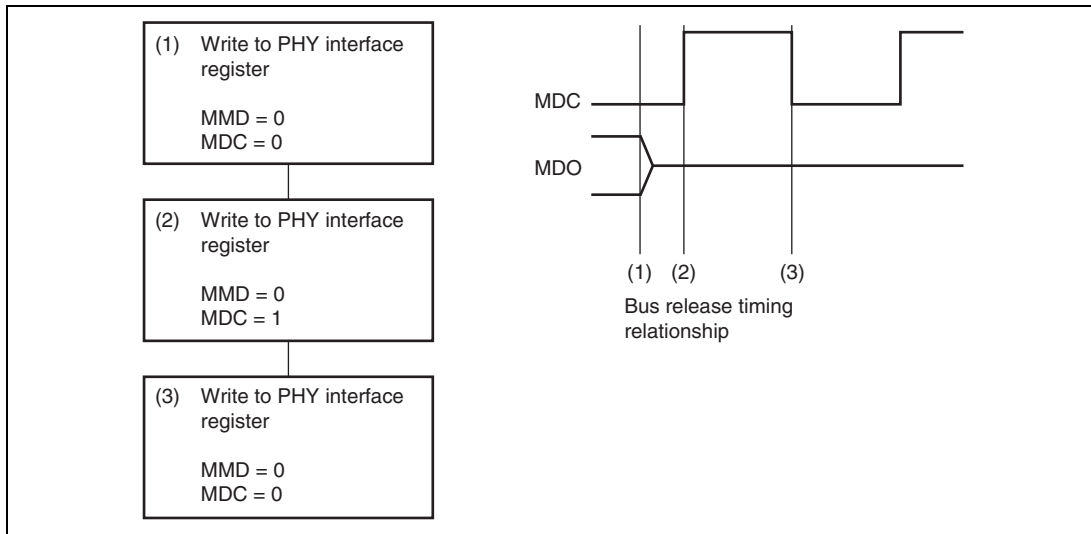 (1) Write to PHY interface
register
MMD = 0
MDC = 0
(2) Write to PHY interface
register
MMD = 0
MDC = 1
(3) Write to PHY interface
register
MMD = 0
MDC = 0
MDC
MDO
(1) (2) (3)
Bus release timing
relationship